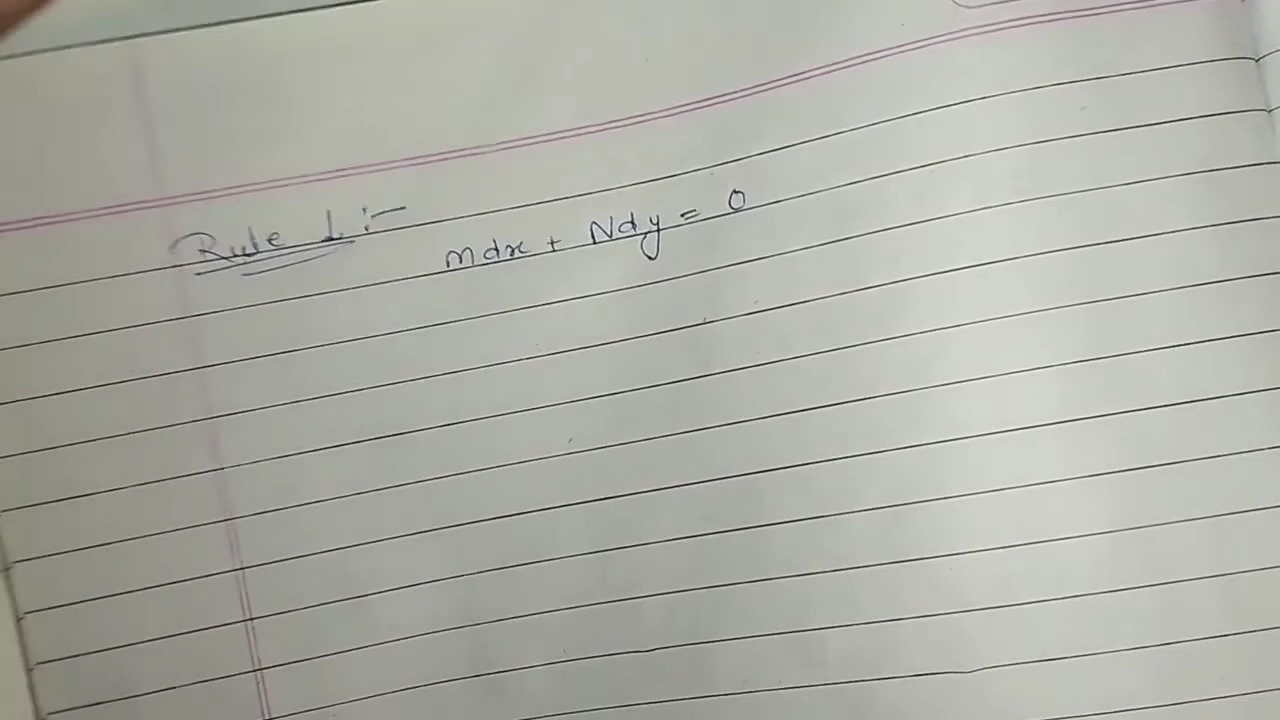 Rule 1 :-
Mdx + Ndy = 0